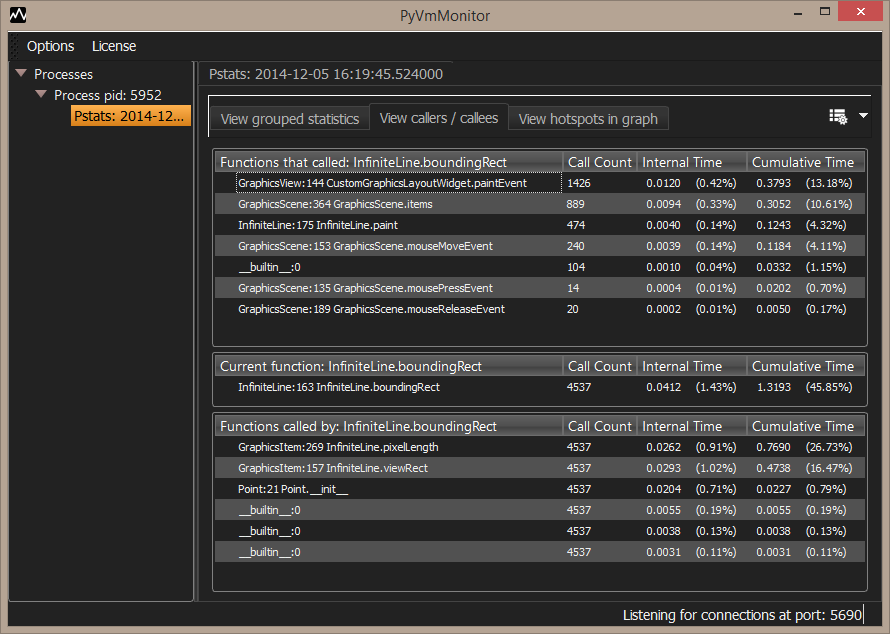 PyVmMonitor
Options License
Processes
Process pid: 5952
Pstats: 2014-12...
Pstats: 2014-12-05 16:19:45.524000
View grouped statistics View callers / callees View hotspots in graph
Functions that called: InfiniteLine.boundingRect Call Count Internal Time Cumulative Time
GraphicsView:144 CustomGraphicsLayoutWidget.paintEvent 1426 0.0120 (0.42%) 0.3793 (13.18%)
GraphicsScene:364 GraphicsScene.items 889 0.0094 (0.33%) 0.3052 (10.61%)
InfiniteLine:175 InfiniteLine.paint 474 0.0040 (0.14%) 0.1243 (4.32%)
GraphicsScene:153 GraphicsScene.mouseMoveEvent 240 0.0039 (0.14%) 0.1184 (4.11%)
__builtin__:0 104 0.0010 (0.04%) 0.0332 (1.15%)
GraphicsScene:135 GraphicsScene.mousePressEvent 14 0.0004 (0.01%) 0.0202 (0.70%)
GraphicsScene:189 GraphicsScene.mouseReleaseEvent 20 0.0002 (0.01%) 0.0050 (0.17%)
Current function: InfiniteLine.boundingRect Call Count Internal Time Cumulative Time
InfiniteLine:163 InfiniteLine.boundingRect 4537 0.0412 (1.43%) 1.3193 (45.85%)
Functions called by: InfiniteLine.boundingRect Call Count Internal Time Cumulative Time
GraphicsItem:269 InfiniteLine.pixelLength 4537 0.0262 (0.91%) 0.7690 (26.73%)
GraphicsItem:157 InfiniteLine.viewRect 4537 0.0293 (1.02%) 0.4738 (16.47%)
Point:21 Point.__init__ 4537 0.0204 (0.71%) 0.0227 (0.79%)
__builtin__:0 4537 0.0055 (0.19%) 0.0055 (0.19%)
__builtin__:0 4537 0.0038 (0.13%) 0.0038 (0.13%)
__builtin__:0 4537 0.0031 (0.11%) 0.0031 (0.11%)
Listening for connections at port: 5690